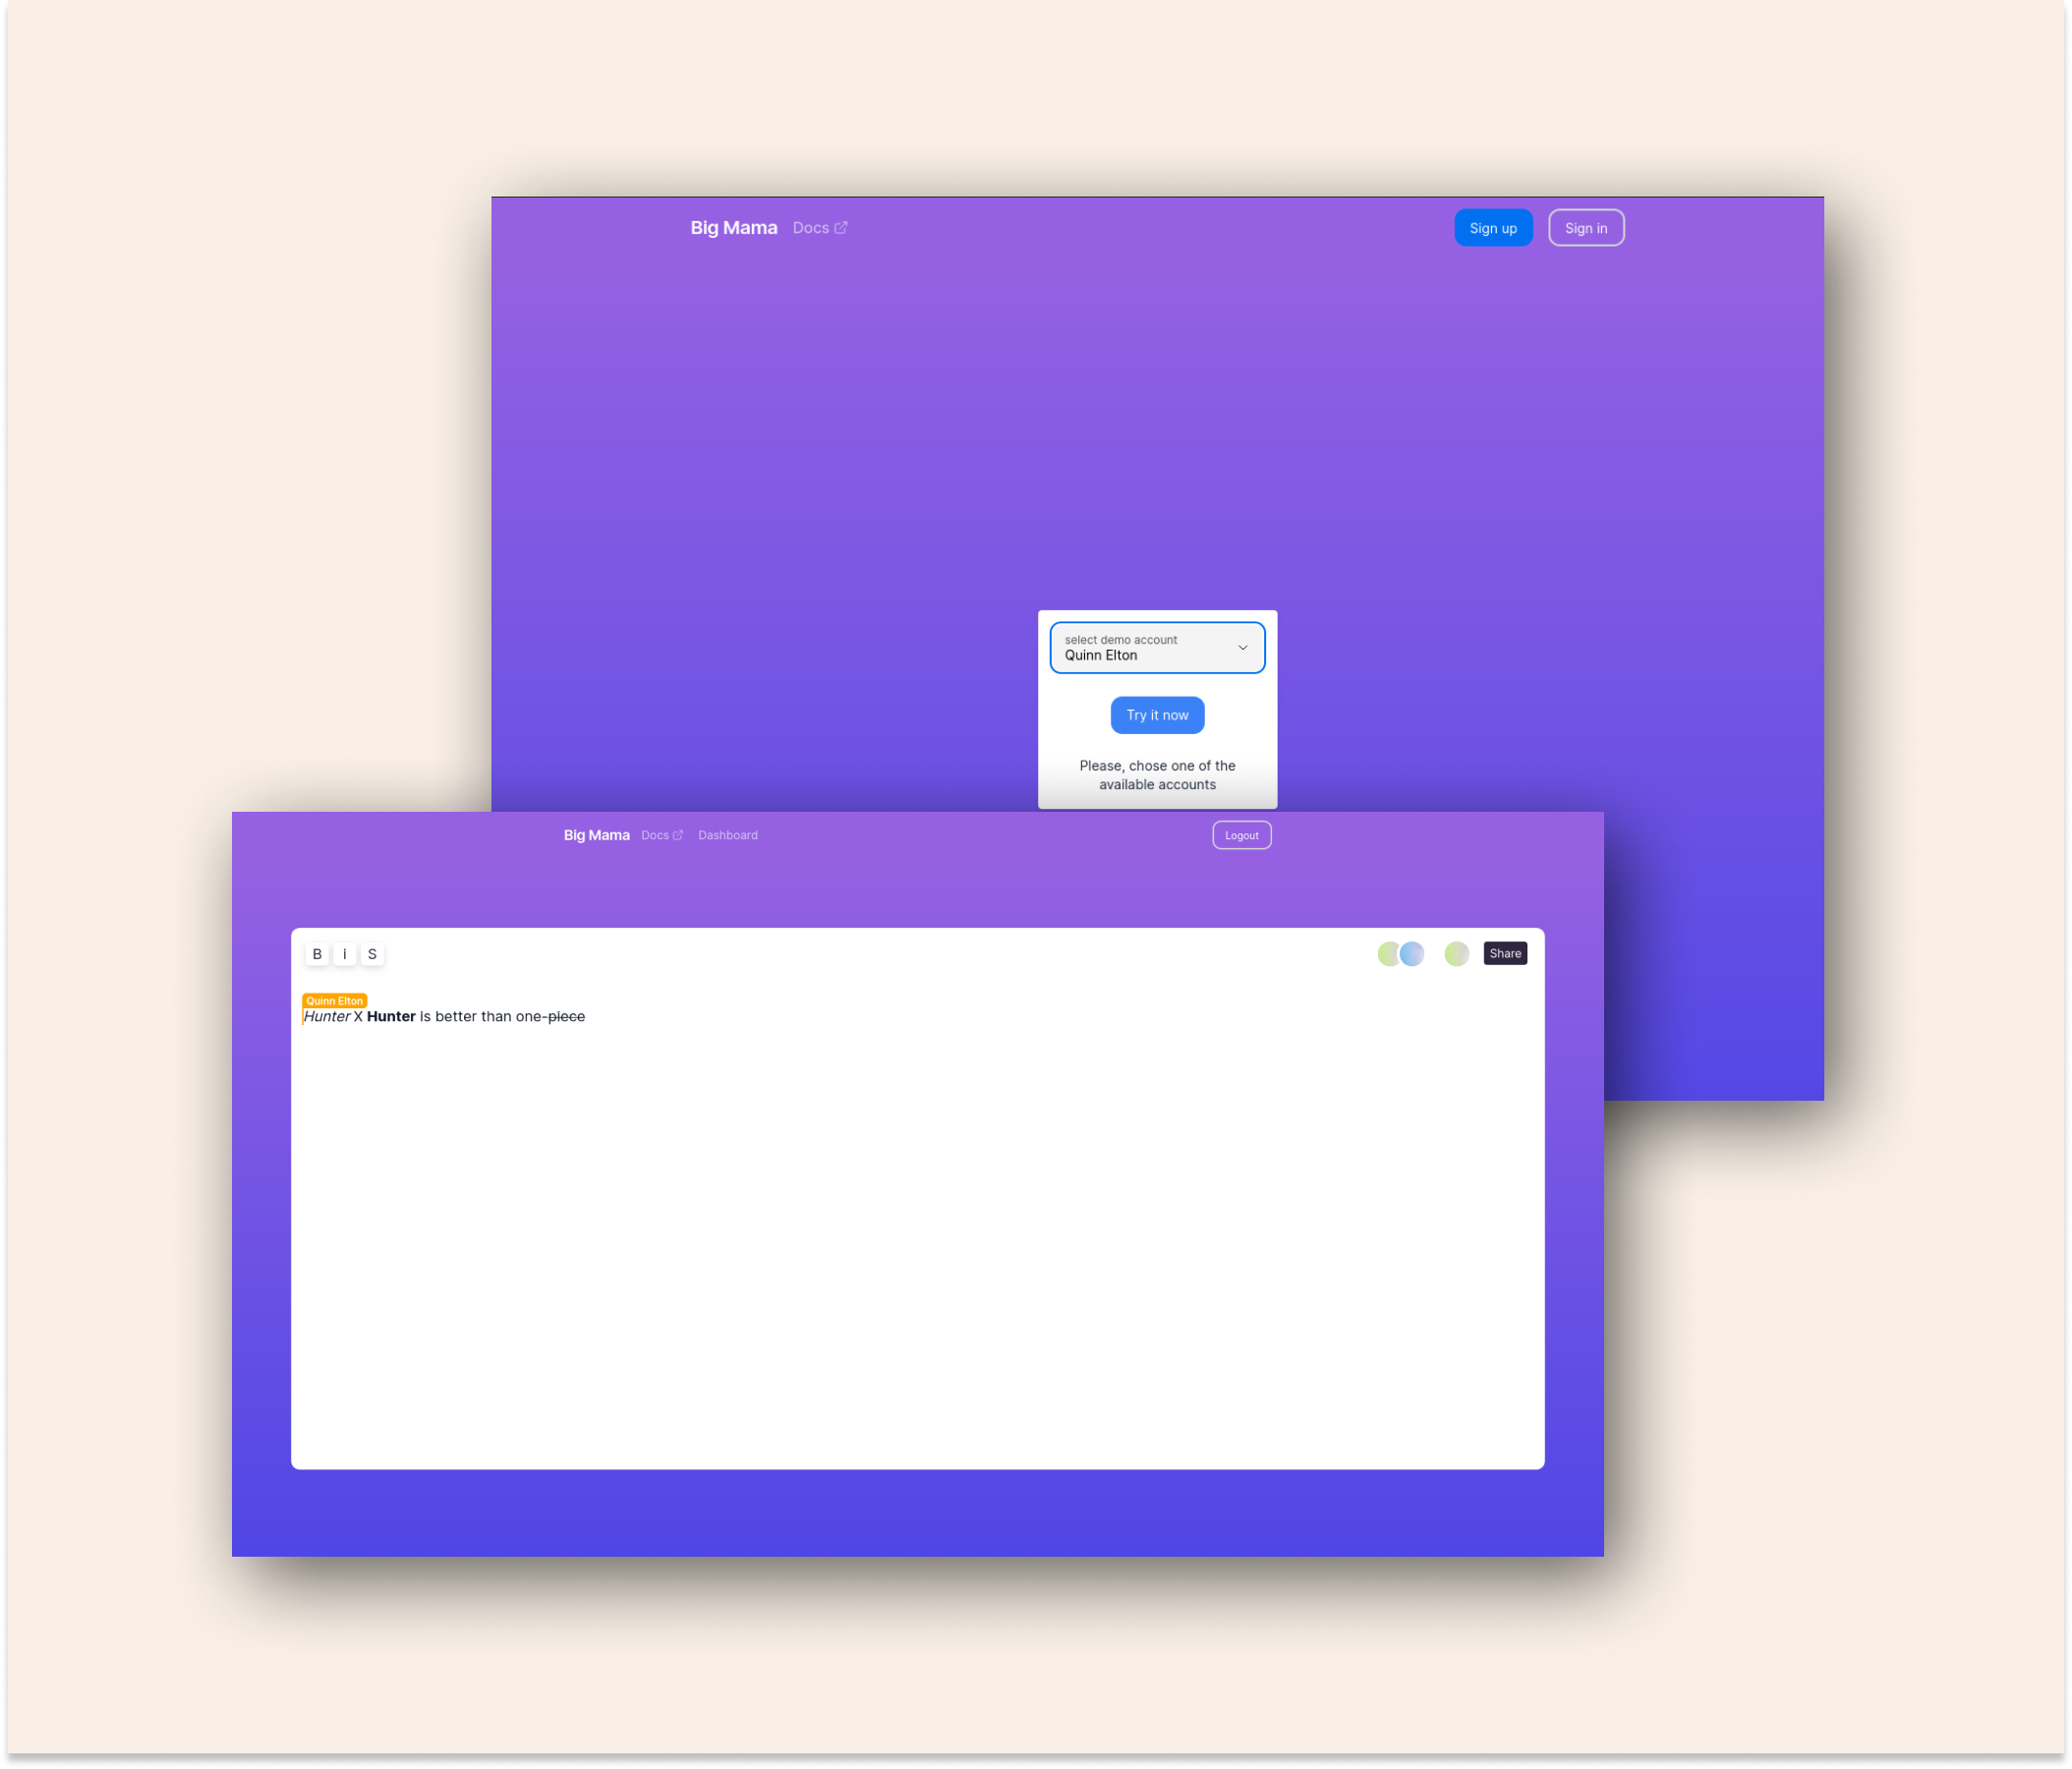 Big Mama Docs Sign up Sign in
select demo account
Quinn Elton
Try it now
Please, chose one of the
available accounts
Big Mama Docs Dashboard Logout
B i S Share
Quinn Elton
Hunter X Hunter is better than one-piece